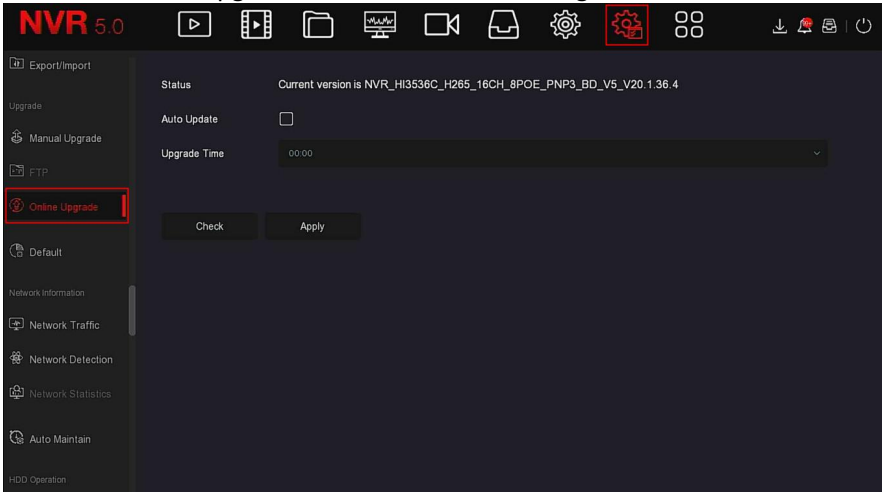 NVR 5.0
Export/Import
Upgrade
Manual Upgrade
FTP
Online Upgrade
Default
Network Information
Network Traffic
Network Detection
Network Statistics
Auto Maintain
HDD Operation
Status
Current version is NVR_HI3536C_H265_16CH_8POE_PNP3_BD_V5_V20.1.36.4
Auto Update
Upgrade Time
00:00
Check
Apply